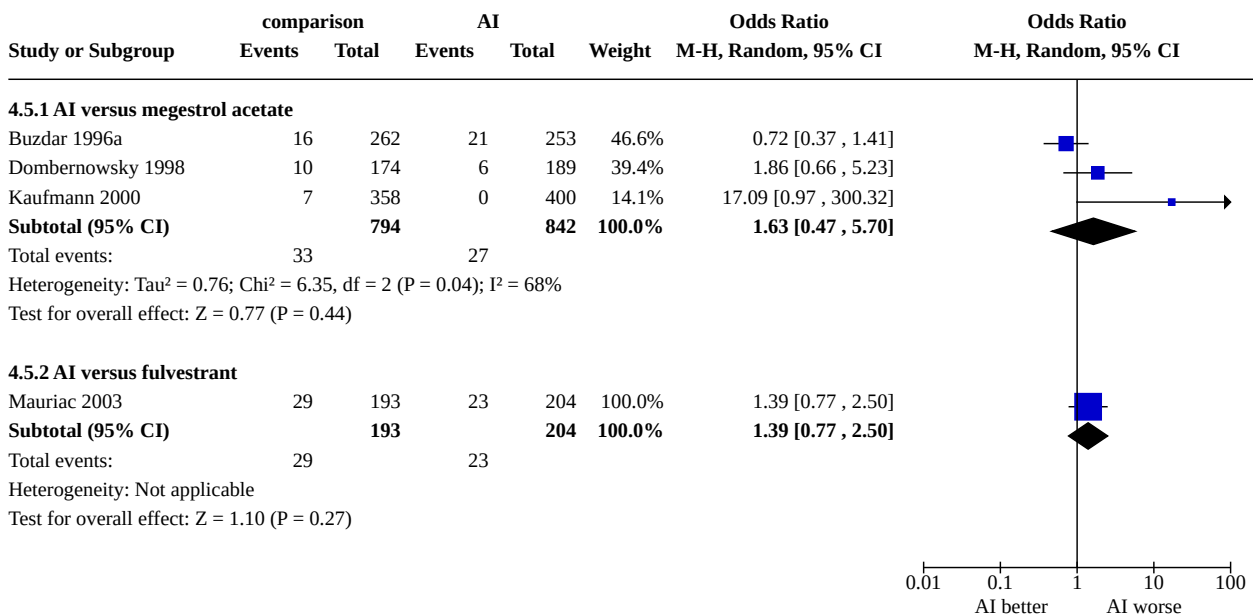 comparison AI Odds Ratio Odds Ratio
Study or Subgroup Events Total Events Total Weight M-H, Random, 95% CI M-H, Random, 95% CI
4.5.1 AI versus megestrol acetate
Buzdar 1996a 16 262 21 253 46.6% 0.72 [0.37 , 1.41]
Dombernowsky 1998 10 174 6 189 39.4% 1.86 [0.66 , 5.23]
Kaufmann 2000 7 358 0 400 14.1% 17.09 [0.97 , 300.32]
Subtotal (95% CI) 794 842 100.0% 1.63 [0.47 , 5.70]
Total events: 33 27
Heterogeneity: Tau² = 0.76; Chi² = 6.35, df = 2 (P = 0.04); I² = 68%
Test for overall effect: Z = 0.77 (P = 0.44)
4.5.2 AI versus fulvestrant
Mauriac 2003 29 193 23 204 100.0% 1.39 [0.77 , 2.50]
Subtotal (95% CI) 193 204 100.0% 1.39 [0.77 , 2.50]
Total events: 29 23
Heterogeneity: Not applicable
Test for overall effect: Z = 1.10 (P = 0.27)
0.01 0.1 1 10 100
AI better AI worse